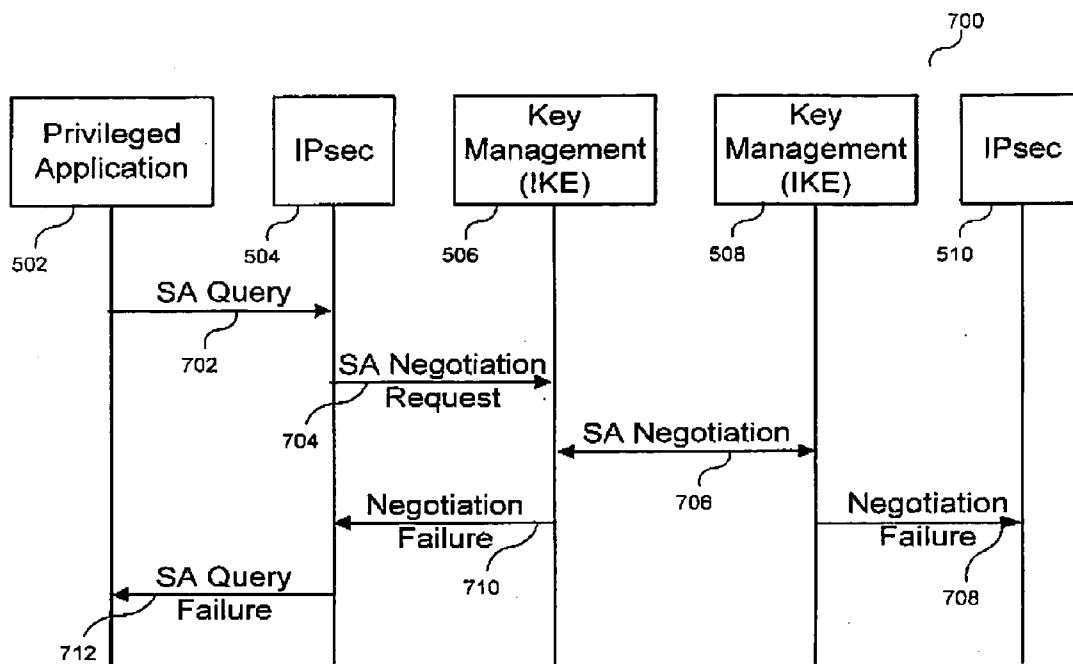 700
Privileged
Application
IPsec
Key
Management
(IKE)
Key
Management
(IKE)
IPsec
502
504
506
508
510
SA Query
702
SA Negotiation
Request
704
SA Negotiation
706
Negotiation
Failure
710
Negotiation
Failure
708
SA Query
Failure
712